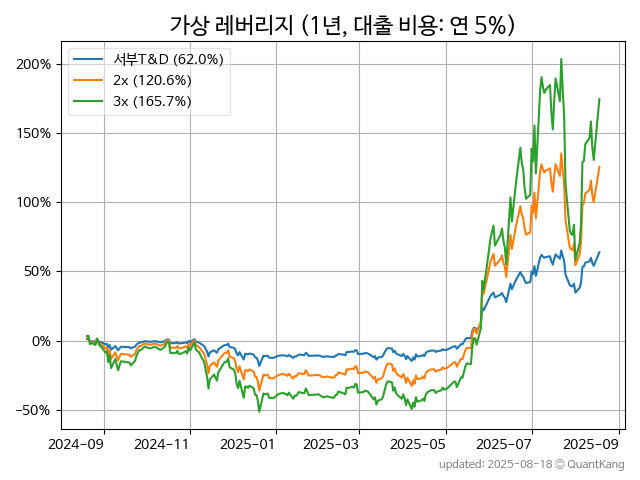 가상 레버리지 (1년, 대출 비용: 연 5%)
서부T&D (62.0%)
2x (120.6%)
3x (165.7%)
200%
150%
100%
50%
0%
−50%
2024-09 2024-11 2025-01 2025-03 2025-05 2025-07 2025-09
updated: 2025-08-18 © QuantKang